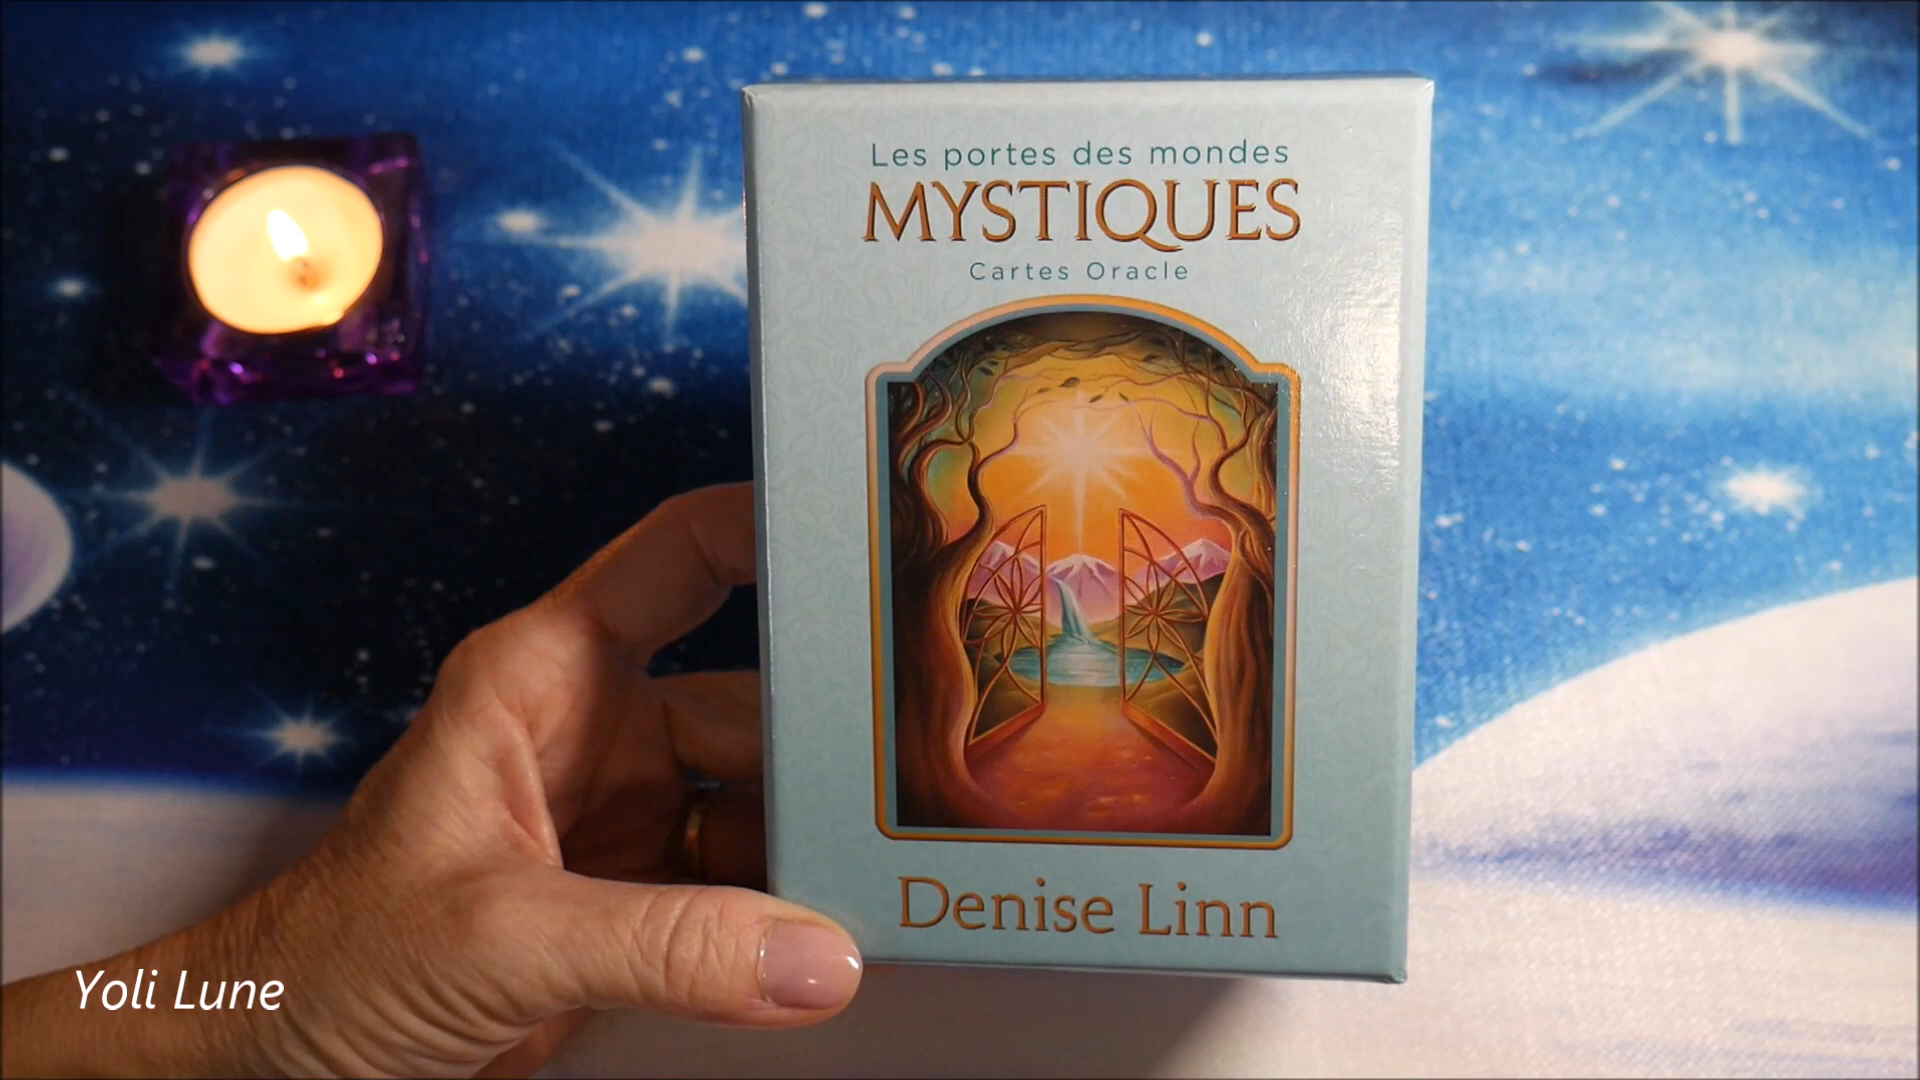 Les portes des mondes
MYSTIQUES
Cartes Oracle
Denise Linn
Yoli Lune